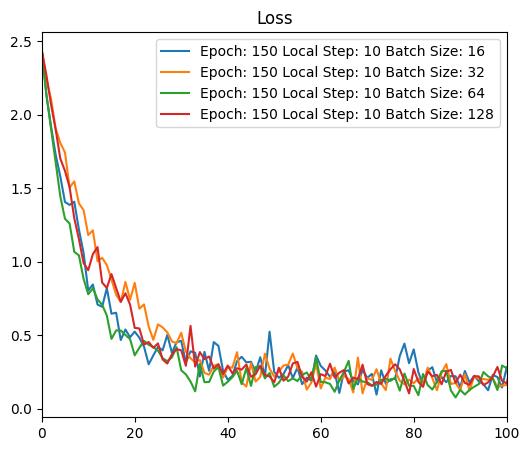 Loss
Epoch: 150 Local Step: 10 Batch Size: 16
Epoch: 150 Local Step: 10 Batch Size: 32
Epoch: 150 Local Step: 10 Batch Size: 64
Epoch: 150 Local Step: 10 Batch Size: 128
2.5
2.0
1.5
1.0
0.5
0.0
0 20 40 60 80 100